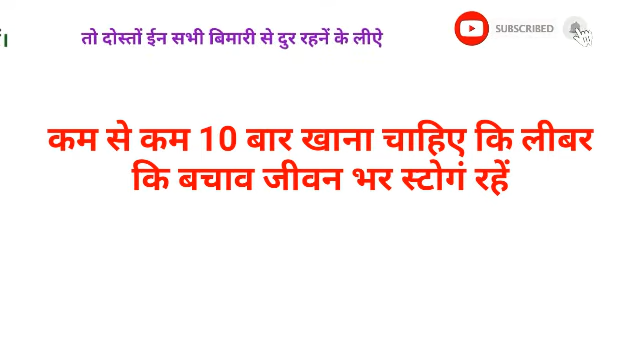 तो दोस्तों ईन सभी बिमारी से दुर रहनें के लीऐ
SUBSCRIBED
कम से कम 10 बार खाना चाहिए कि लीबर
कि बचाव जीवन भर स्टोगं रहें